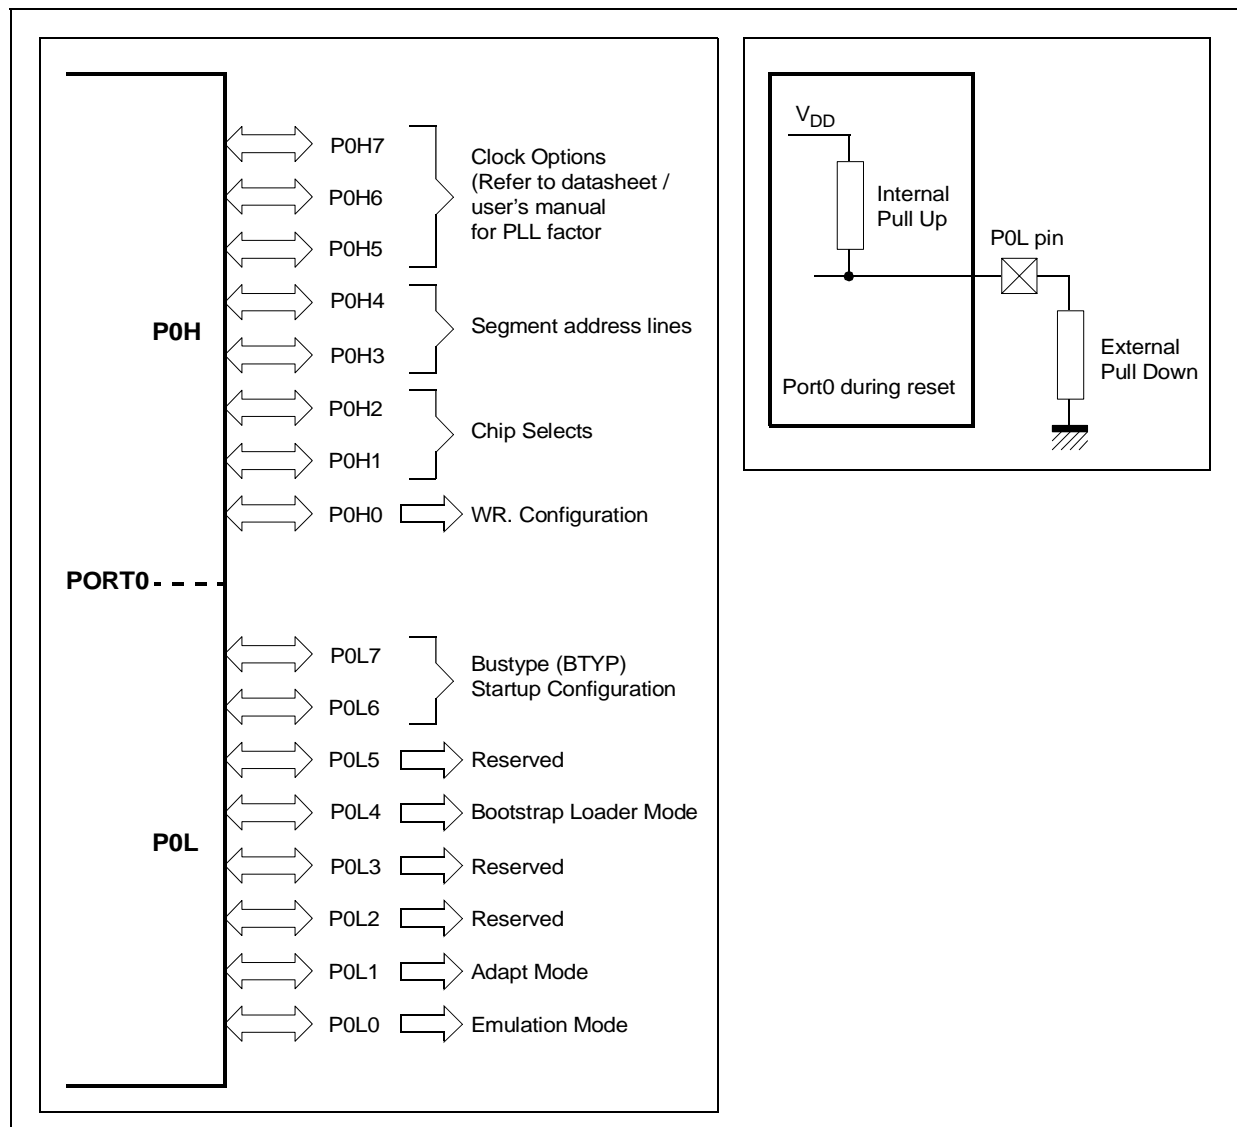 P0H7
P0H6
P0H5
Clock Options
(Refer to datasheet /
user's manual
for PLL factor
P0H4
P0H3
Segment address lines
P0H
P0H2
P0H1
Chip Selects
P0H0
WR. Configuration
PORT0
P0L7
P0L6
Bustype (BTYP)
Startup Configuration
P0L5
Reserved
P0L4
Bootstrap Loader Mode
P0L
P0L3
Reserved
P0L2
Reserved
P0L1
Adapt Mode
P0L0
Emulation Mode
VDD
Internal
Pull Up
P0L pin
External
Pull Down
Port0 during reset